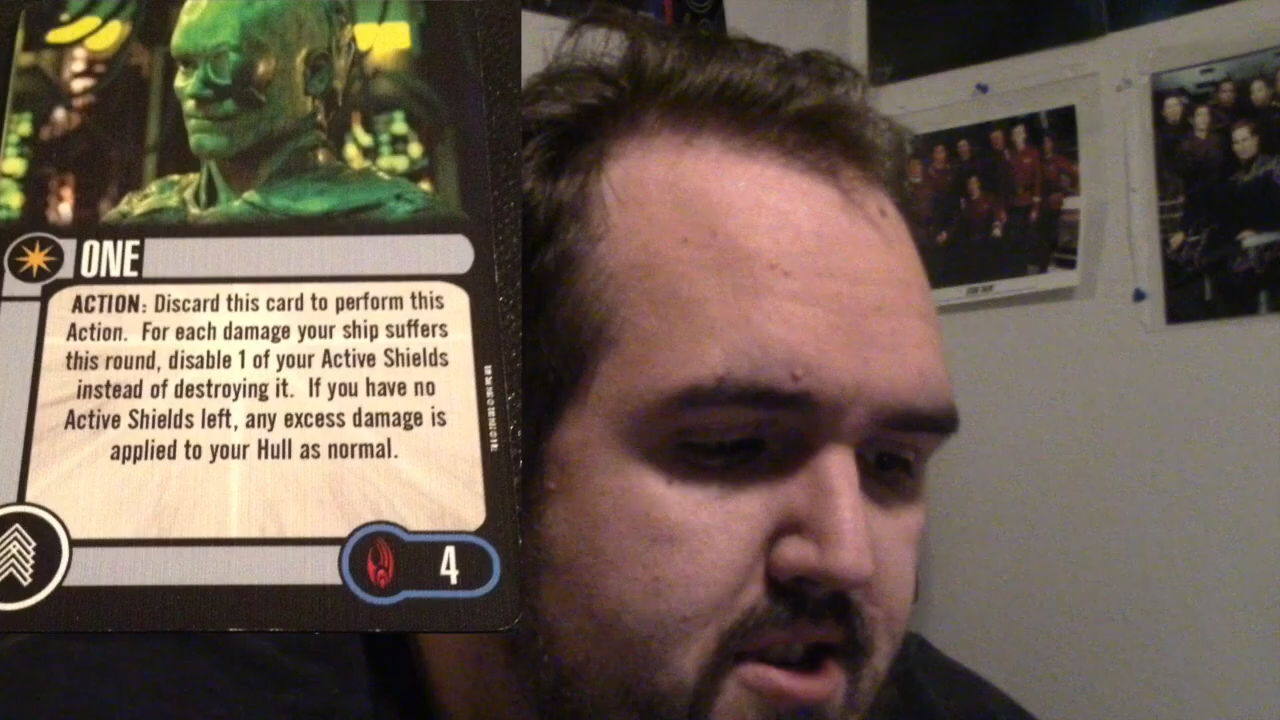 ONE
ACTION: Discard this card to perform this
Action. For each damage your ship suffers
this round, disable 1 of your Active Shields
instead of destroying it. If you have no
Active Shields left, any excess damage is
applied to your Hull as normal.
4